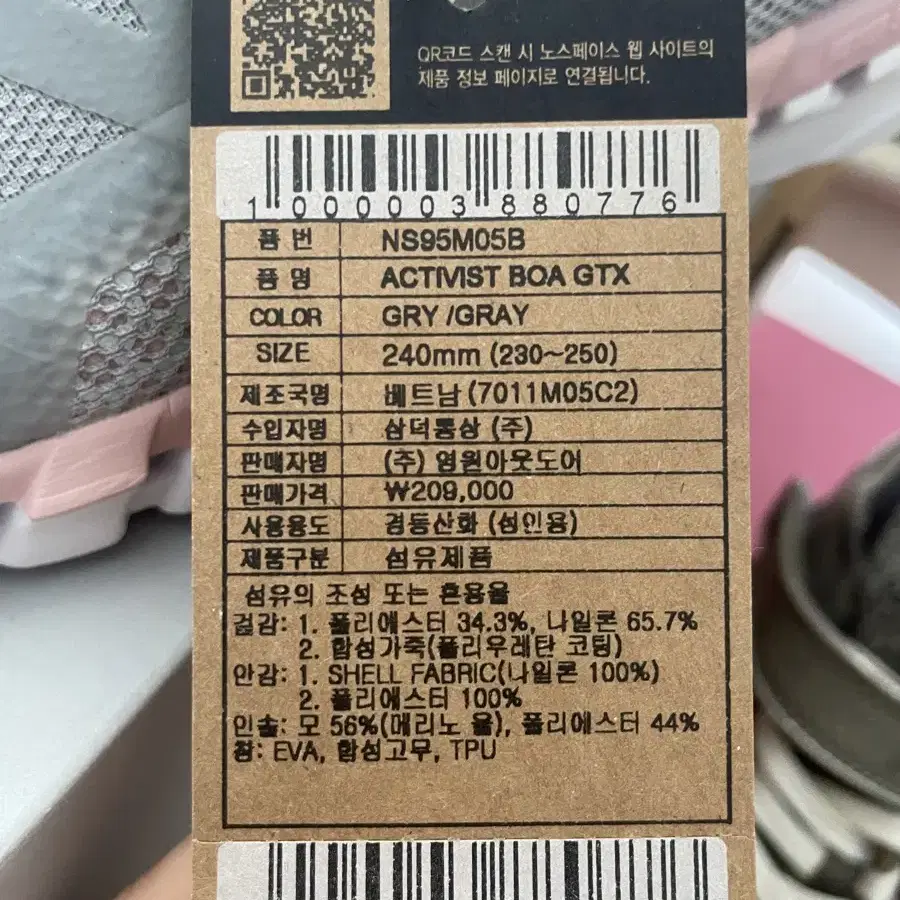 QR코드 스캔 시 노스페이스 웹 사이트의
제품 정보 페이지로 연결됩니다.
1000003880776
품 번 NS95M05B
품 명 ACTIVIST BOA GTX
COLOR GRY /GRAY
SIZE 240mm (230~250)
제조국명 베트남 (7011M05C2)
수입자명 삼덕통상 (주)
판매자명 (주) 영원아웃도어
판매가격 ₩209,000
사용용도 경등산화 (성인용)
제품구분 섬유제품
섬유의 조성 또는 혼용율
겉감: 1. 폴리에스터 34.3%, 나일론 65.7%
2. 합성가죽(폴리우레탄 코팅)
안감: 1. SHELL FABRIC(나일론 100%)
2. 폴리에스터 100%
인솔: 모 56%(메리노 울), 폴리에스터 44%
창: EVA, 합성고무, TPU